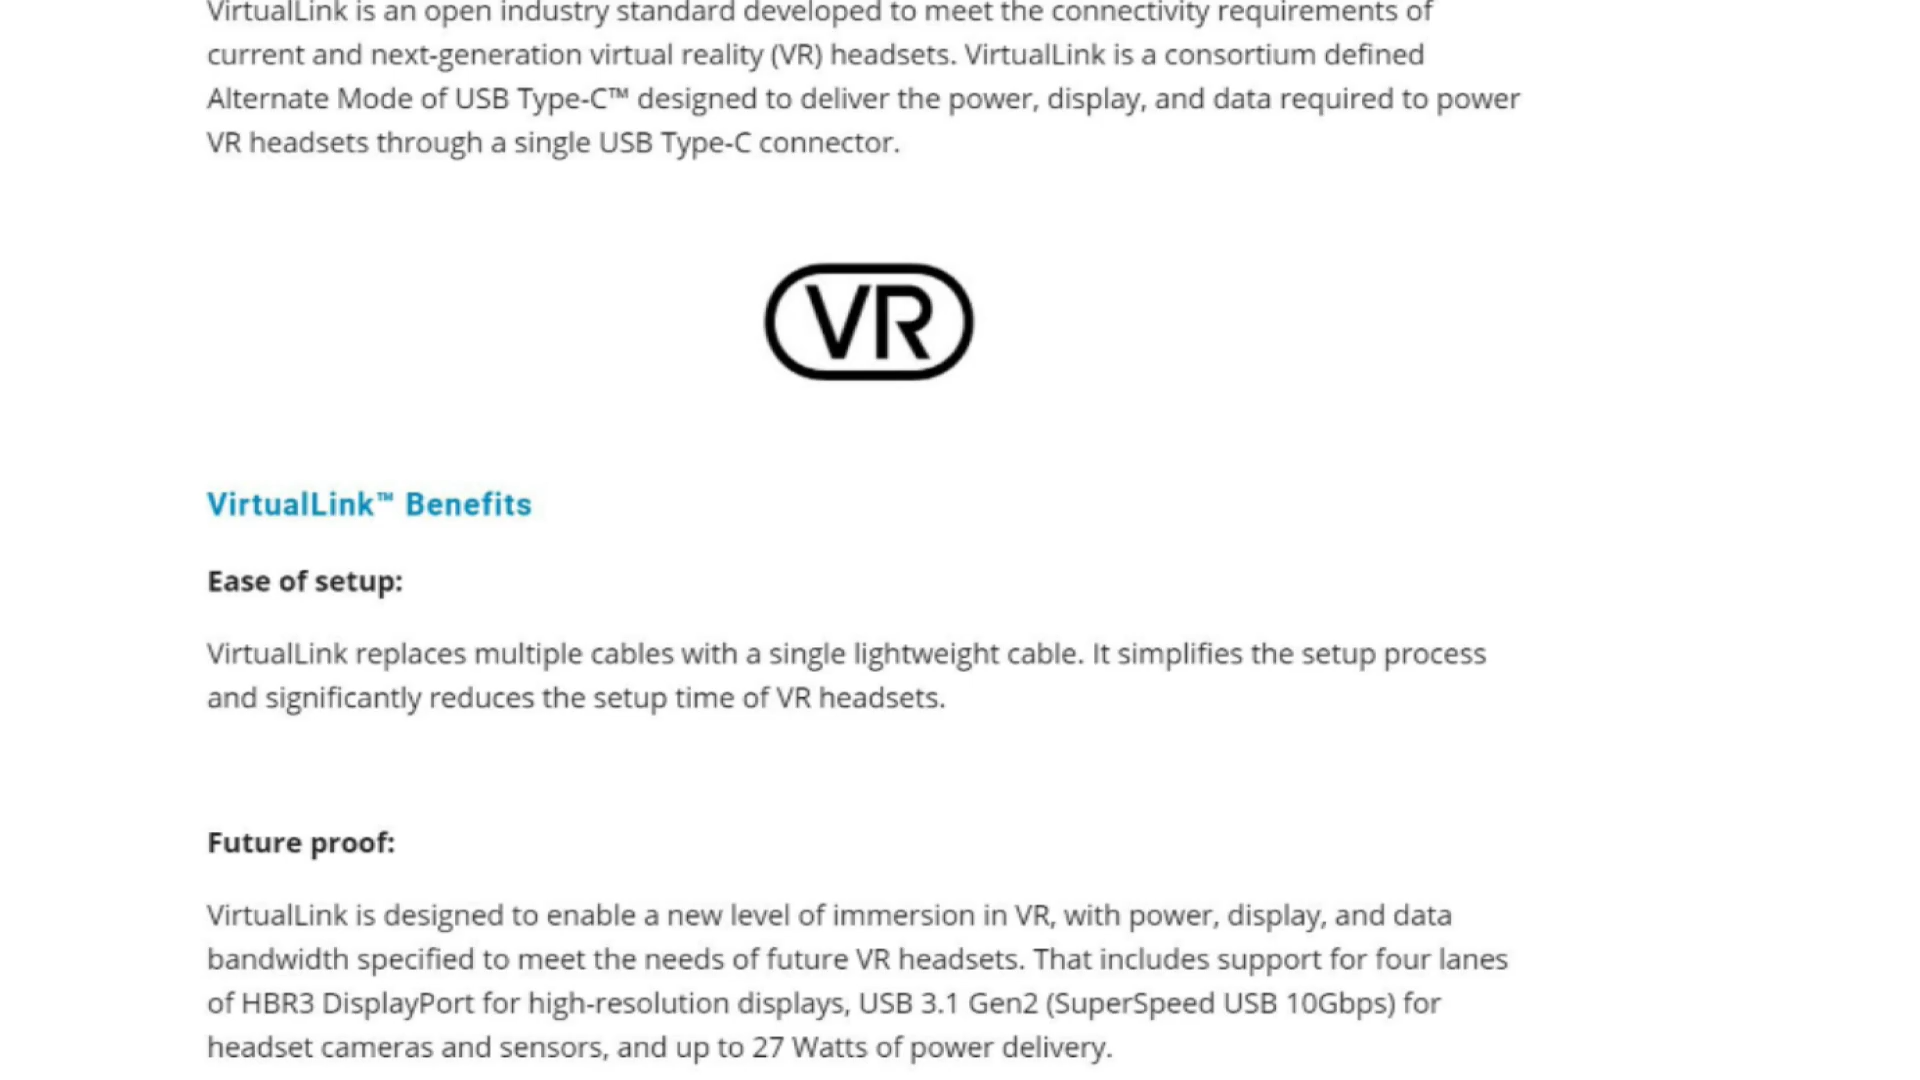 VirtualLink is an open industry standard developed to meet the connectivity requirements of
current and next-generation virtual reality (VR) headsets. VirtualLink is a consortium defined
Alternate Mode of USB Type-C™ designed to deliver the power, display, and data required to power
VR headsets through a single USB Type-C connector.
VR
VirtualLink™ Benefits
Ease of setup:
VirtualLink replaces multiple cables with a single lightweight cable. It simplifies the setup process
and significantly reduces the setup time of VR headsets.
Future proof:
VirtualLink is designed to enable a new level of immersion in VR, with power, display, and data
bandwidth specified to meet the needs of future VR headsets. That includes support for four lanes
of HBR3 DisplayPort for high-resolution displays, USB 3.1 Gen2 (SuperSpeed USB 10Gbps) for
headset cameras and sensors, and up to 27 Watts of power delivery.